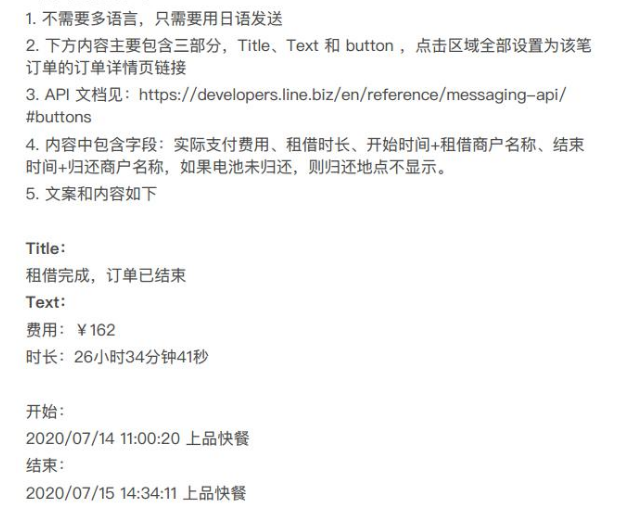 1. 不需要多语言，只需要用日语发送
2. 下方内容主要包含三部分，Title、Text 和 button ，点击区域全部设置为该笔
订单的订单详情页链接
3. API 文档见：https://developers.line.biz/en/reference/messaging-api/
#buttons
4. 内容中包含字段：实际支付费用、租借时长、开始时间+租借商户名称、结束
时间+归还商户名称，如果电池未归还，则归还地点不显示。
5. 文案和内容如下
Title：
租借完成，订单已结束
Text：
费用：￥162
时长：26小时34分钟41秒
开始：
2020/07/14 11:00:20 上品快餐
结束：
2020/07/15 14:34:11 上品快餐